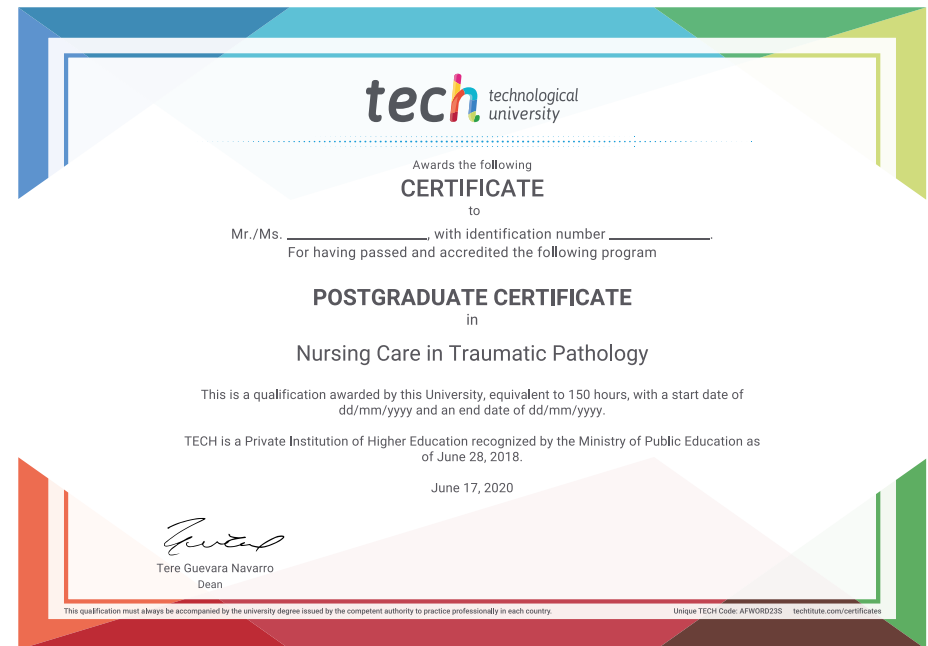 tech technological
university
Awards the following
CERTIFICATE
to
Mr./Ms. ____________________, with identification number ______________.
For having passed and accredited the following program
POSTGRADUATE CERTIFICATE
in
Nursing Care in Traumatic Pathology
This is a qualification awarded by this University, equivalent to 150 hours, with a start date of
dd/mm/yyyy and an end date of dd/mm/yyyy.
TECH is a Private Institution of Higher Education recognized by the Ministry of Public Education as
of June 28, 2018.
June 17, 2020
Tere Guevara Navarro
Dean
This qualification must always be accompanied by the university degree issued by the competent authority to practice professionally in each country.
Unique TECH Code: AFWORD23S techtitute.com/certificates